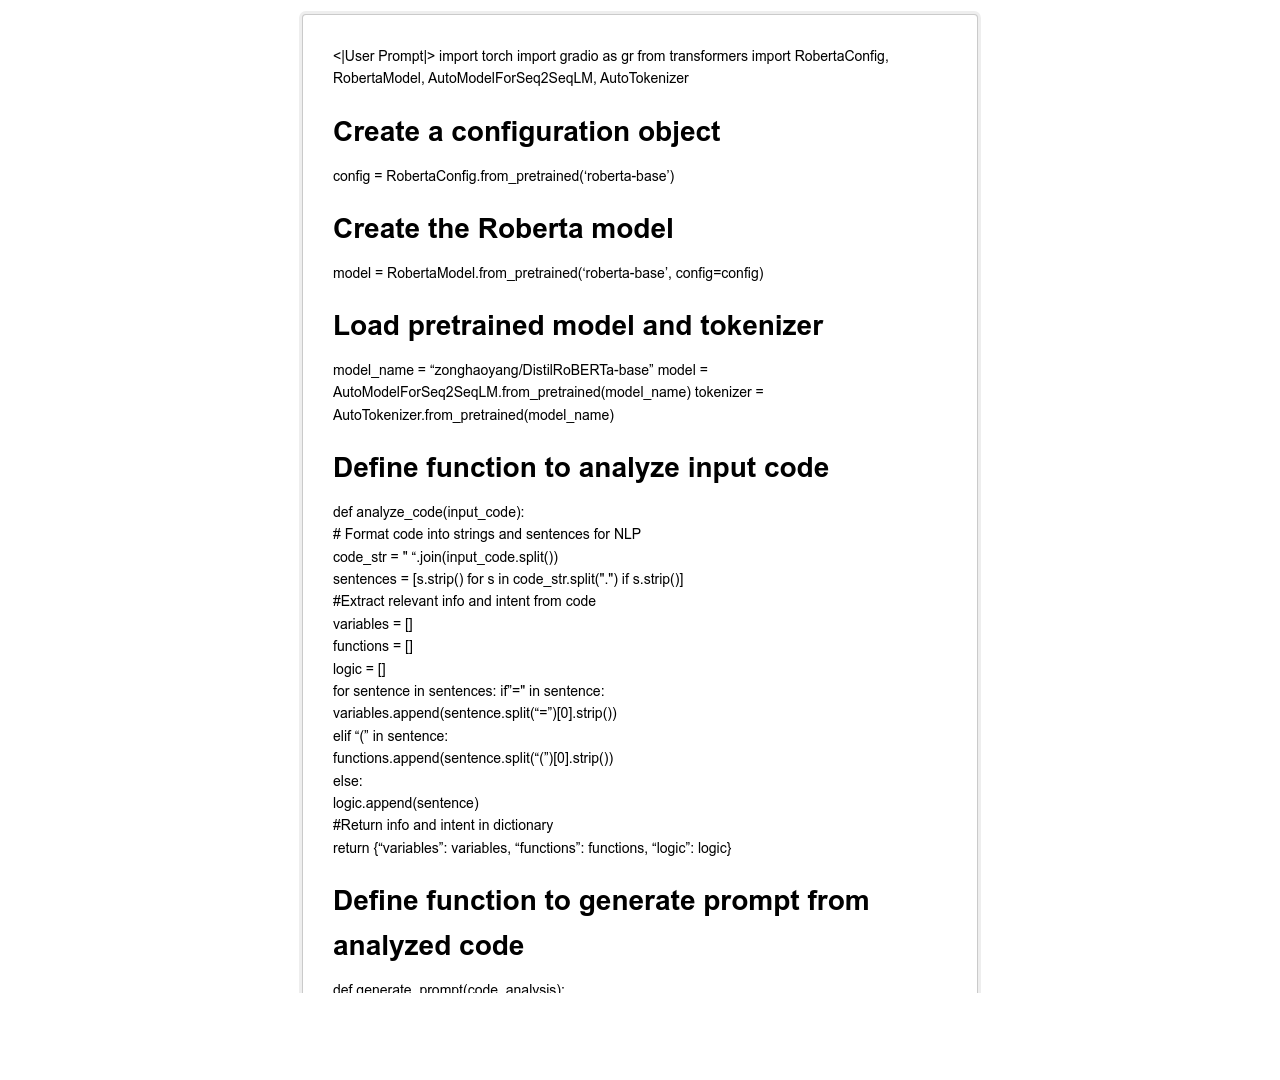 <|User Prompt|> import torch import gradio as gr from transformers import RobertaConfig,
RobertaModel, AutoModelForSeq2SeqLM, AutoTokenizer
Create a configuration object
config = RobertaConfig.from_pretrained(‘roberta-base’)
Create the Roberta model
model = RobertaModel.from_pretrained(‘roberta-base’, config=config)
Load pretrained model and tokenizer
model_name = “zonghaoyang/DistilRoBERTa-base” model =
AutoModelForSeq2SeqLM.from_pretrained(model_name) tokenizer =
AutoTokenizer.from_pretrained(model_name)
Define function to analyze input code
def analyze_code(input_code):
# Format code into strings and sentences for NLP
code_str = " “.join(input_code.split())
sentences = [s.strip() for s in code_str.split(".") if s.strip()]
#Extract relevant info and intent from code
variables = []
functions = []
logic = []
for sentence in sentences: if”=" in sentence:
variables.append(sentence.split(“=”)[0].strip())
elif “(” in sentence:
functions.append(sentence.split(“(”)[0].strip())
else:
logic.append(sentence)
#Return info and intent in dictionary
return {“variables”: variables, “functions”: functions, “logic”: logic}
Define function to generate prompt from
analyzed code
def generate_prompt(code_analysis):